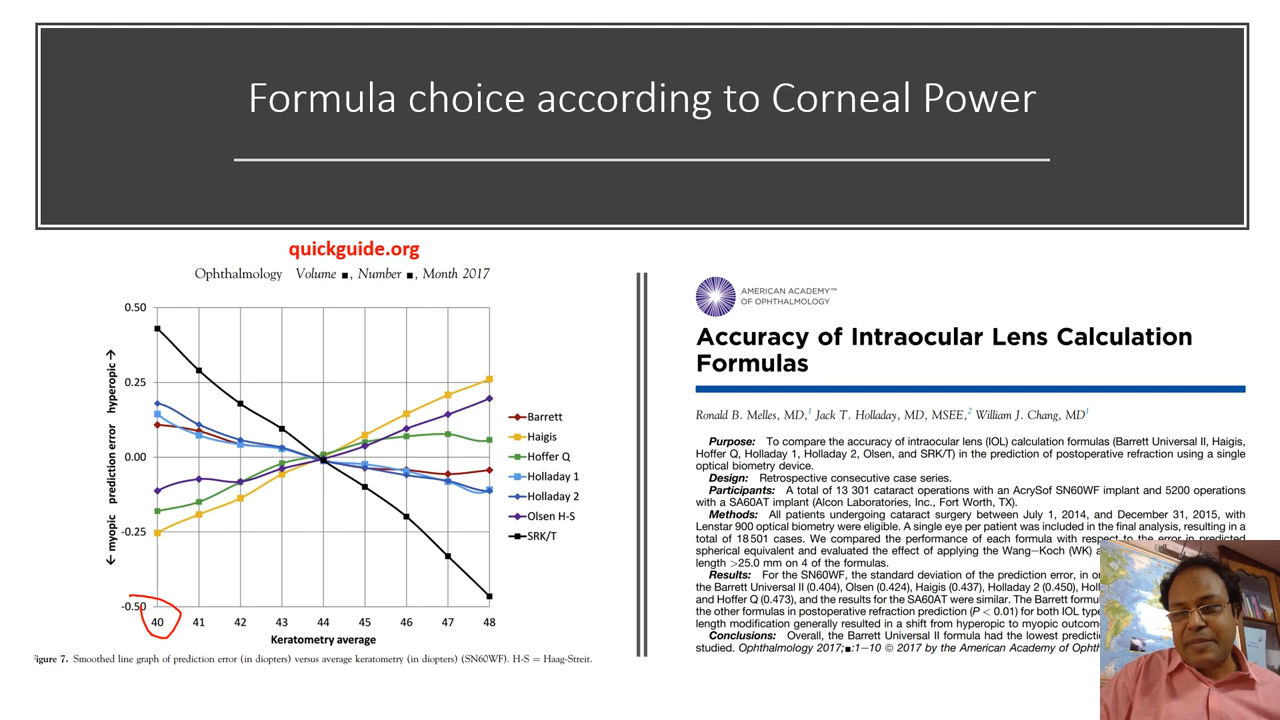 Formula choice according to Corneal Power
quickguide.org
Ophthalmology Volume ■, Number ■, Month 2017
0.50
0.25
0.00
-0.25
-0.50
← myopic prediction error hyperopic →
40 41 42 43 44 45 46 47 48
Keratometry average
Barrett
Haigis
Hoffer Q
Holladay 1
Holladay 2
Olsen H-S
SRK/T
igure 7. Smoothed line graph of prediction error (in diopters) versus average keratometry (in diopters) (SN60WF). H-S = Haag-Streit.
AMERICAN ACADEMY™
OF OPHTHALMOLOGY
Accuracy of Intraocular Lens Calculation
Formulas
Ronald B. Melles, MD,1 Jack T. Holladay, MD, MSEE,2 William J. Chang, MD1
Purpose: To compare the accuracy of intraocular lens (IOL) calculation formulas (Barrett Universal II, Haigis,
Hoffer Q, Holladay 1, Holladay 2, Olsen, and SRK/T) in the prediction of postoperative refraction using a single
optical biometry device.
Design: Retrospective consecutive case series.
Participants: A total of 13 301 cataract operations with an AcrySof SN60WF implant and 5200 operations
with a SA60AT implant (Alcon Laboratories, Inc., Fort Worth, TX).
Methods: All patients undergoing cataract surgery between July 1, 2014, and December 31, 2015, with
Lenstar 900 optical biometry were eligible. A single eye per patient was included in the final analysis, resulting in a
total of 18 501 cases. We compared the performance of each formula with respect to the error in predicted
spherical equivalent and evaluated the effect of applying the Wang–Koch (WK) a
length >25.0 mm on 4 of the formulas.
Results: For the SN60WF, the standard deviation of the prediction error, in or
the Barrett Universal II (0.404), Olsen (0.424), Haigis (0.437), Holladay 2 (0.450), Hol
and Hoffer Q (0.473), and the results for the SA60AT were similar. The Barrett formu
the other formulas in postoperative refraction prediction (P < 0.01) for both IOL type
length modification generally resulted in a shift from hyperopic to myopic outcom
Conclusions: Overall, the Barrett Universal II formula had the lowest predicti
studied. Ophthalmology 2017;■:1–10 © 2017 by the American Academy of Ophth